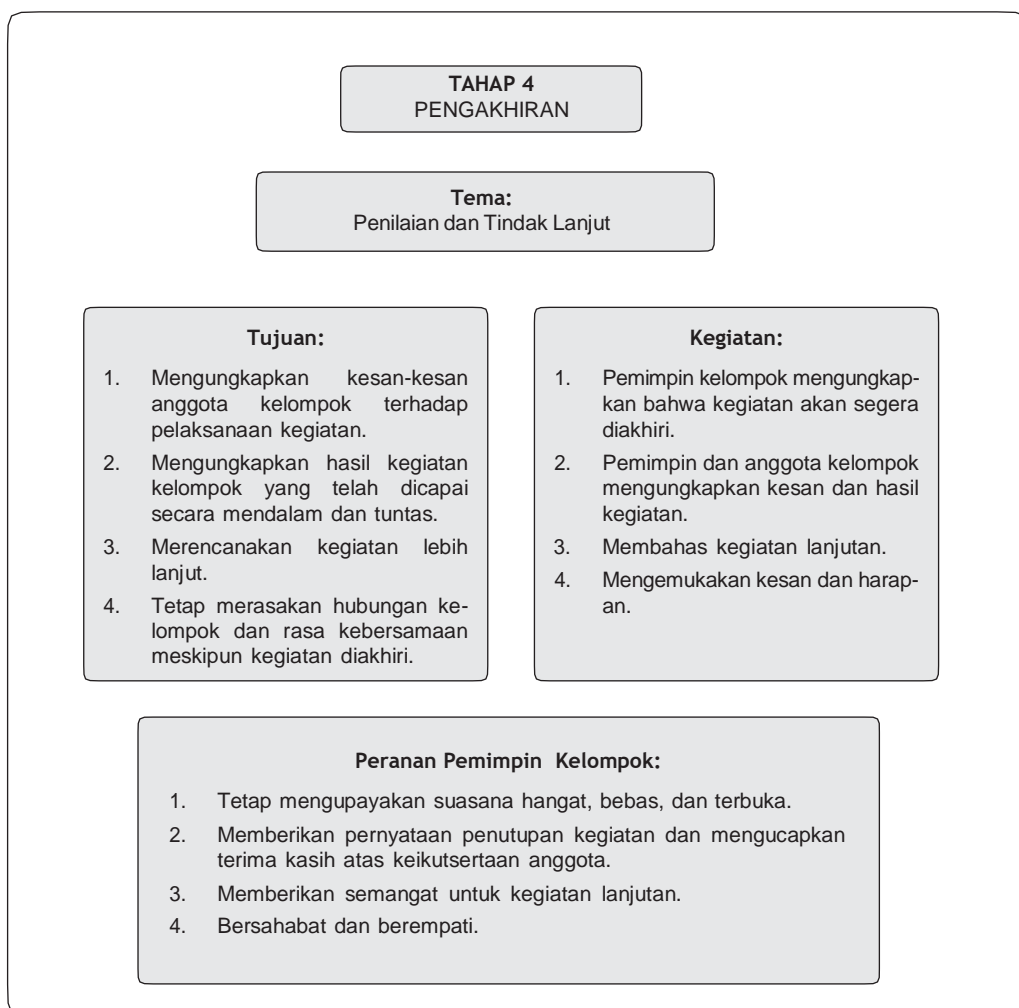 TAHAP 4
PENGAKHIRAN
Tema:
Penilaian dan Tindak Lanjut
Tujuan:
1. Mengungkapkan kesan-kesan
anggota kelompok terhadap
pelaksanaan kegiatan.
2. Mengungkapkan hasil kegiatan
kelompok yang telah dicapai
secara mendalam dan tuntas.
3. Merencanakan kegiatan lebih
lanjut.
4. Tetap merasakan hubungan ke-
lompok dan rasa kebersamaan
meskipun kegiatan diakhiri.
Kegiatan:
1. Pemimpin kelompok mengungkap-
kan bahwa kegiatan akan segera
diakhiri.
2. Pemimpin dan anggota kelompok
mengungkapkan kesan dan hasil
kegiatan.
3. Membahas kegiatan lanjutan.
4. Mengemukakan kesan dan harap-
an.
Peranan Pemimpin Kelompok:
1. Tetap mengupayakan suasana hangat, bebas, dan terbuka.
2. Memberikan pernyataan penutupan kegiatan dan mengucapkan
terima kasih atas keikutsertaan anggota.
3. Memberikan semangat untuk kegiatan lanjutan.
4. Bersahabat dan berempati.